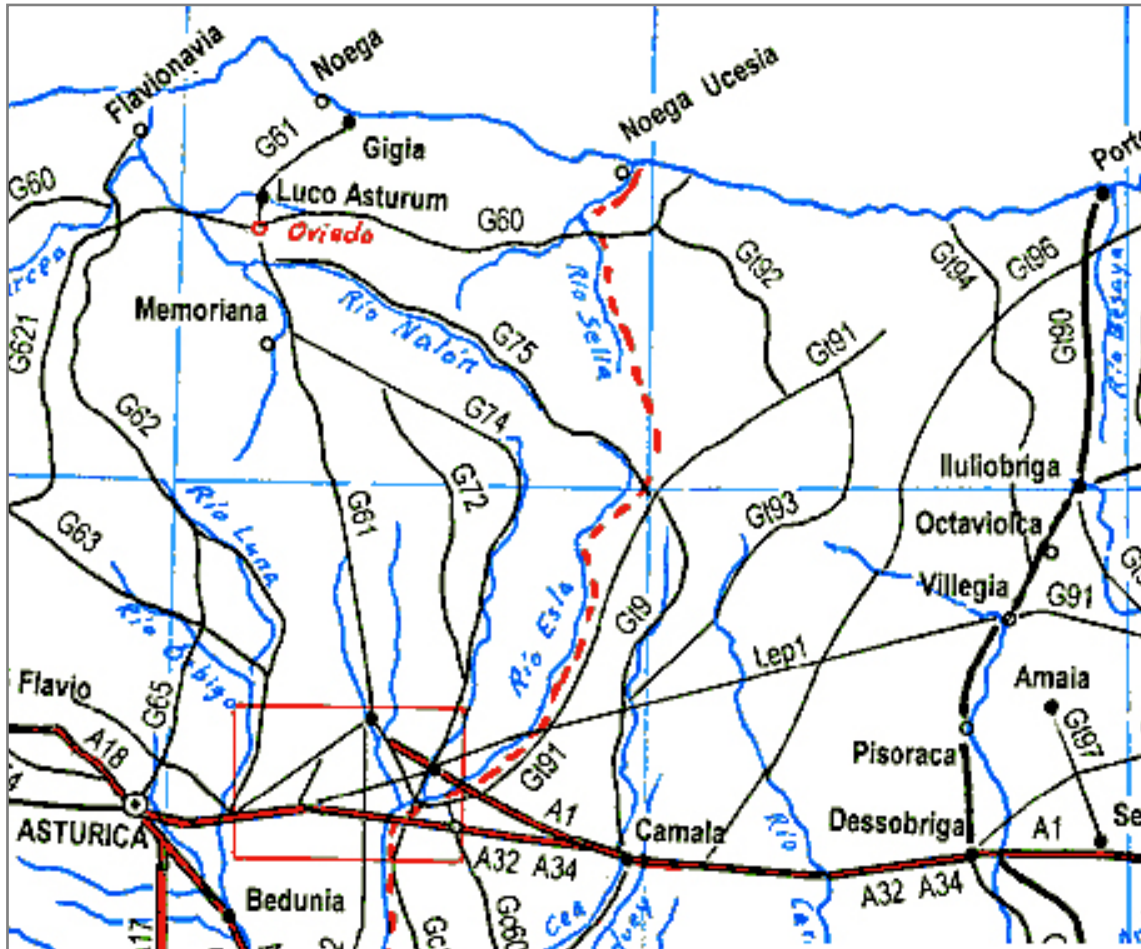 Flavionavia
Noega
Noega Ucesia
G61
Gigia
G60
Luco Asturum
G60
Oviedo
Gt92
Gt94
Gt96
Memoriana
Río Nalón
Río Sella
G75
Gt91
Gt90
Río Besaya
G621
G62
G74
G72
Iluliobriga
G61
Gt93
Octaviolca
Río Luna
G63
Villegia
G91
Río Esla
Gt9
Río Orbigo
Lep1
Amaia
Flavio
G65
Gt97
Pisoraca
A18
Gt91
A1
Camala
Dessobriga
A1
ASTURICA
A32 A34
Río
A32 A34
Bedunia
Cea